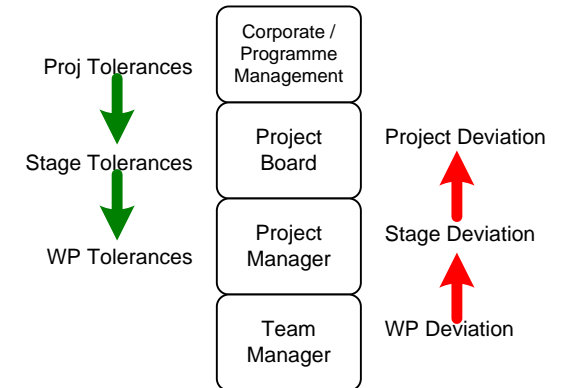 Corporate /
Programme
Management
Proj Tolerances
Project
Board
Project Deviation
Stage Tolerances
Project
Manager
Stage Deviation
WP Tolerances
Team
Manager
WP Deviation